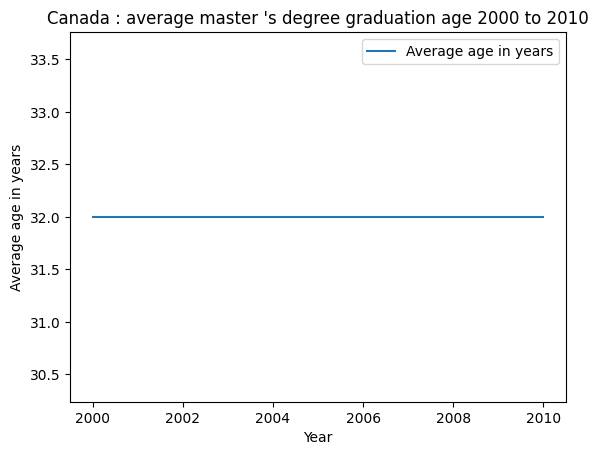 Canada : average master 's degree graduation age 2000 to 2010
Average age in years
33.5
33.0
32.5
32.0
31.5
31.0
30.5
Average age in years
2000 2002 2004 2006 2008 2010
Year